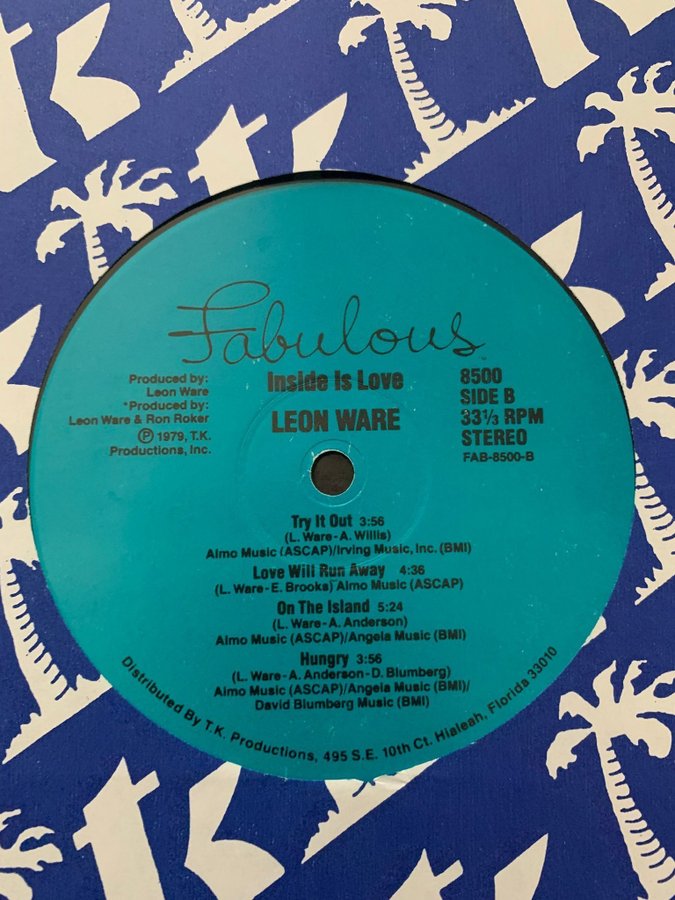 Fabulous
Inside Is Love
LEON WARE
Produced by:
Leon Ware
*Produced by:
Leon Ware & Ron Roker
Ⓟ 1979, T.K.
Productions, Inc.
8500
SIDE B
33⅓ RPM
STEREO
FAB-8500-B
Try It Out 3:56
(L. Ware-A. Willis)
Almo Music (ASCAP)/Irving Music, Inc. (BMI)
Love Will Run Away 4:36
(L. Ware-E. Brooks) Almo Music (ASCAP)
On The Island 5:24
(L. Ware-A. Anderson)
Almo Music (ASCAP)/Angela Music (BMI)
Hungry 3:56
(L. Ware-A. Anderson-D. Blumberg)
Almo Music (ASCAP)/Angela Music (BMI)/
David Blumberg Music (BMI)
Distributed By T.K. Productions, 495 S.E. 10th Ct. Hialeah, Florida 33010